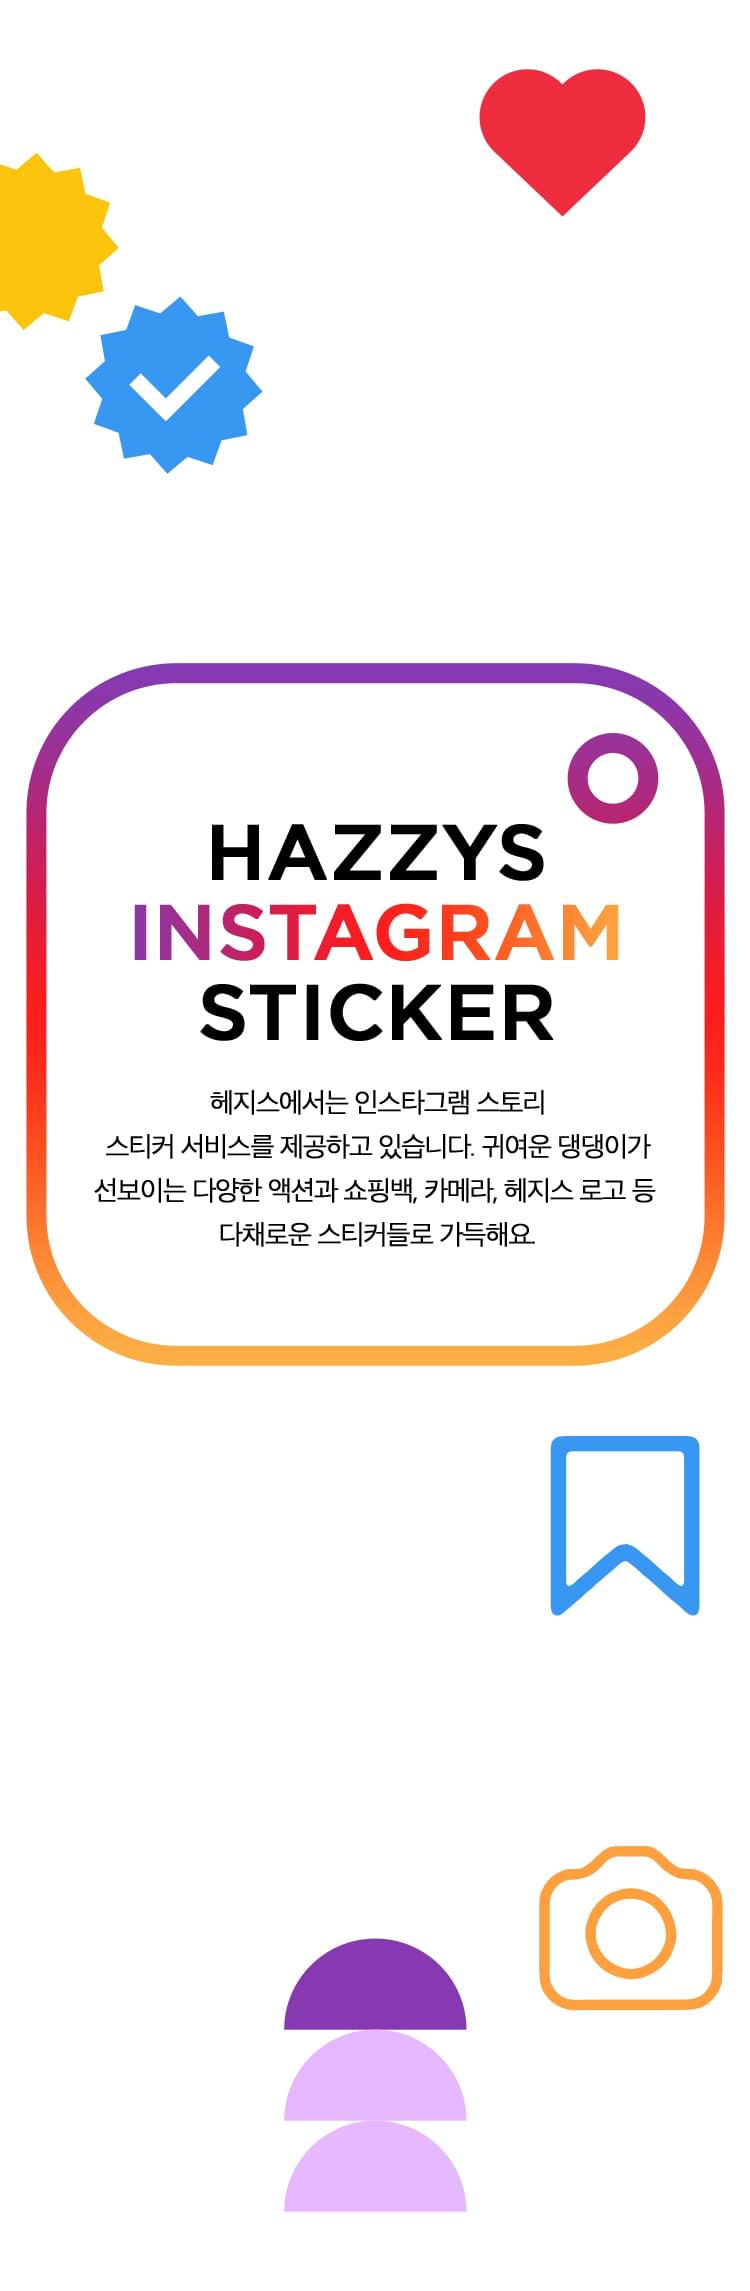 HAZZYS
INSTAGRAM
STICKER
헤지스에서는 인스타그램 스토리
스티커 서비스를 제공하고 있습니다. 귀여운 댕댕이가
선보이는 다양한 액션과 쇼핑백, 카메라, 헤지스 로고 등
다채로운 스티커들로 가득해요.